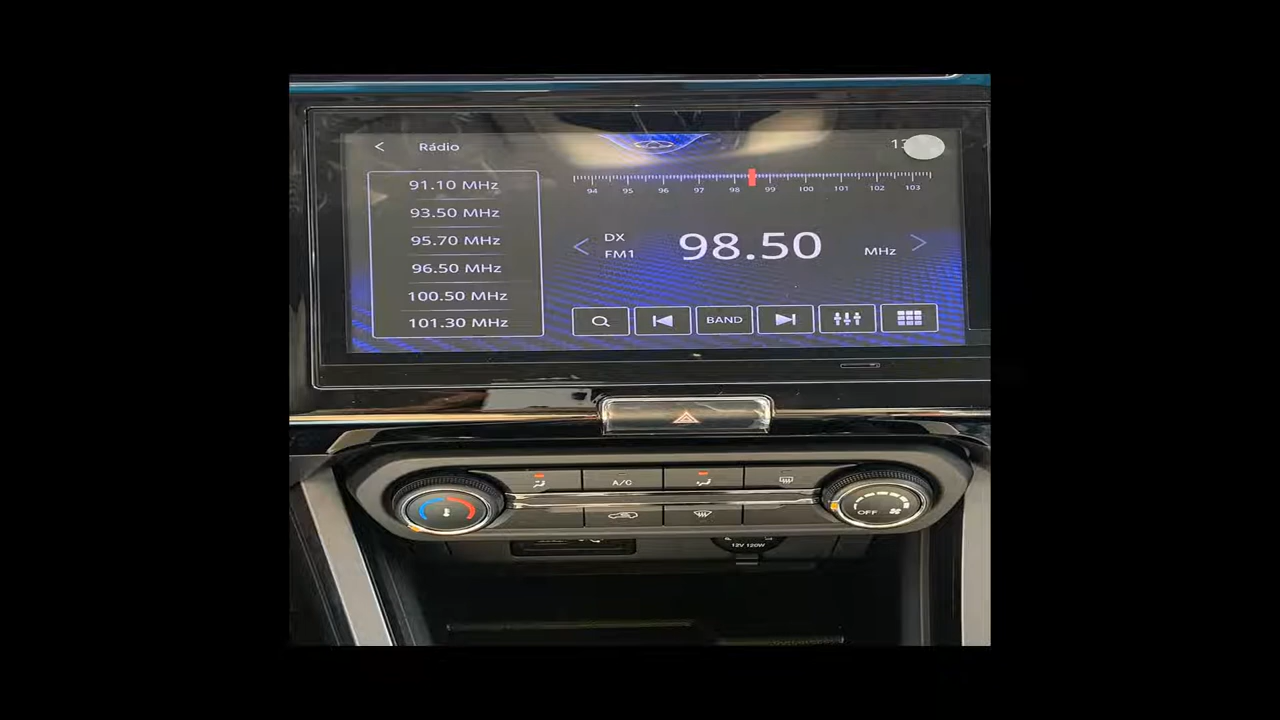 Rádio
91.10 MHz
93.50 MHz
95.70 MHz
96.50 MHz
100.50 MHz
101.30 MHz
94 95 96 97 98 99 100 101 102 103
DX
FM1
98.50 MHz
BAND
A/C
OFF
12V 120W